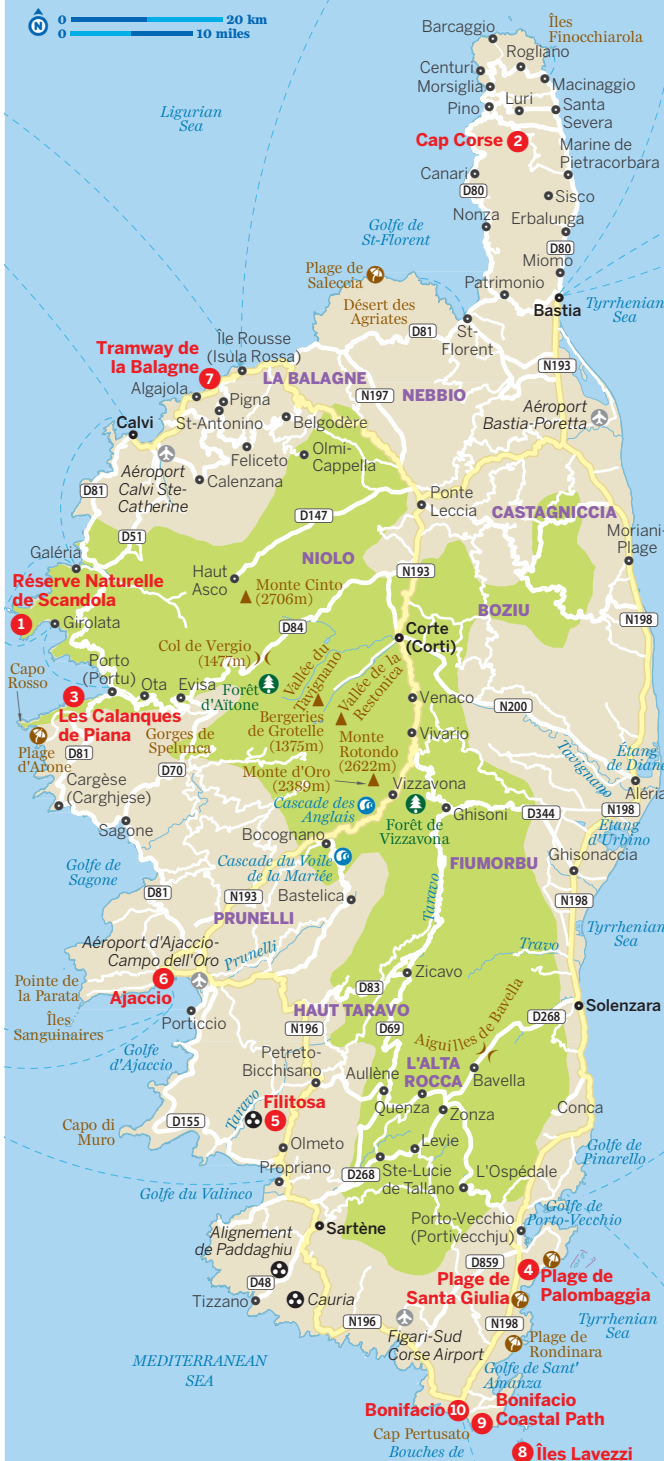 N
0
20 km
0
10 miles
Ligurian
Sea
Barcaggio
Îles
Finocchiarola
Rogliano
Centuri
Morsiglia
Macinaggio
Pino
Luri
Santa
Severa
Cap Corse
2
Marine de
Pietracorbara
Canari
D80
Sisco
Nonza
Erbalunga
Golfe de
St-Florent
D80
Miomo
Plage de
Saleccia
Patrimonio
Bastia
Tyrrhenian
Sea
Désert des
Agriates
D81
St-
Florent
Île Rousse
(Isula Rossa)
Tramway de
la Balagne
7
LA BALAGNE
N193
NEBBIO
N197
Algajola
Pigna
St-Antonino
Belgodère
Aéroport
Bastia-Poretta
Calvi
Feliceto
Olmi-
Cappella
Aéroport
Calvi Ste-
Catherine
Calenzana
D81
Ponte
Leccia
CASTAGNICCIA
D51
D147
Moriani-
Plage
Galéria
NIOLO
Haut
Asco
N193
Monte Cinto
(2706m)
BOZIU
Réserve Naturelle
de Scandola
1
Girolata
D84
N198
Corte
(Corti)
Col de Vergio
(1477m)
Vallée du
Tavignano
Vallée de la
Restonica
Porto
(Portu)
Ota
Evisa
Forêt
d'Aïtone
Capo
Rosso
3
Les Calanques
de Piana
Venaco
N200
Bergeries
de Grotelle
(1375m)
Gorges de
Spelunca
Vivario
Plage
d'Arone
D81
Monte
Rotondo
(2622m)
Tavignano
Étang
de Diane
D70
Monte d'Oro
(2389m)
Cargèse
(Carghjese)
Vizzavona
Aléria
Cascade des
Anglais
Sagone
Forêt de
Vizzavona
Ghisoni
D344
N198
Étang
d'Urbino
Bocognano
Cascade du Voile
de la Mariée
FIUMORBU
Ghisonaccia
Golfe de
Sagone
D81
N193
Bastelica
Taravo
N198
PRUNELLI
Tyrrhenian
Sea
Aéroport d'Ajaccio-
Campo dell'Oro
Prunelli
Travo
Pointe de
la Parata
6
Ajaccio
Zicavo
D83
Solenzara
Îles
Sanguinaires
Porticcio
HAUT TARAVO
D268
N196
D69
Aiguilles de Bavella
Golfe
d'Ajaccio
Petreto-
Bicchisano
L'ALTA
ROCCA
Aullène
Bavella
Filitosa
5
Taravo
Quenza
Zonza
Conca
Capo di
Muro
D155
Olmeto
Levie
Golfe de
Pinarello
Propriano
D268
Ste-Lucie
de Tallano
L'Ospédale
Golfe du Valinco
Golfe de
Porto-Vecchio
Sartène
Porto-Vecchio
(Portivecchju)
Alignement
de Paddaghiu
D859
4
Plage de
Palombaggia
D48
Plage de
Santa Giulia
Tizzano
Cauria
Tyrrhenian
Sea
N196
N198
Figari-Sud
Corse Airport
Plage de
Rondinara
MEDITERRANEAN
SEA
Golfe de Sant'
Amanza
Bonifacio
10
Bonifacio
Coastal Path
9
Cap Pertusato
Bouches de
8
Îles Lavezzi